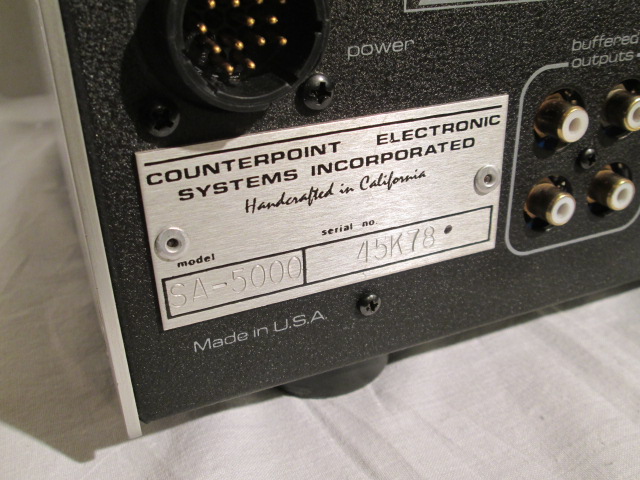 power
buffered
outputs
COUNTERPOINT ELECTRONIC
SYSTEMS INCORPORATED
Handcrafted in California
model
serial no.
SA-5000
45K78
Made in U.S.A.